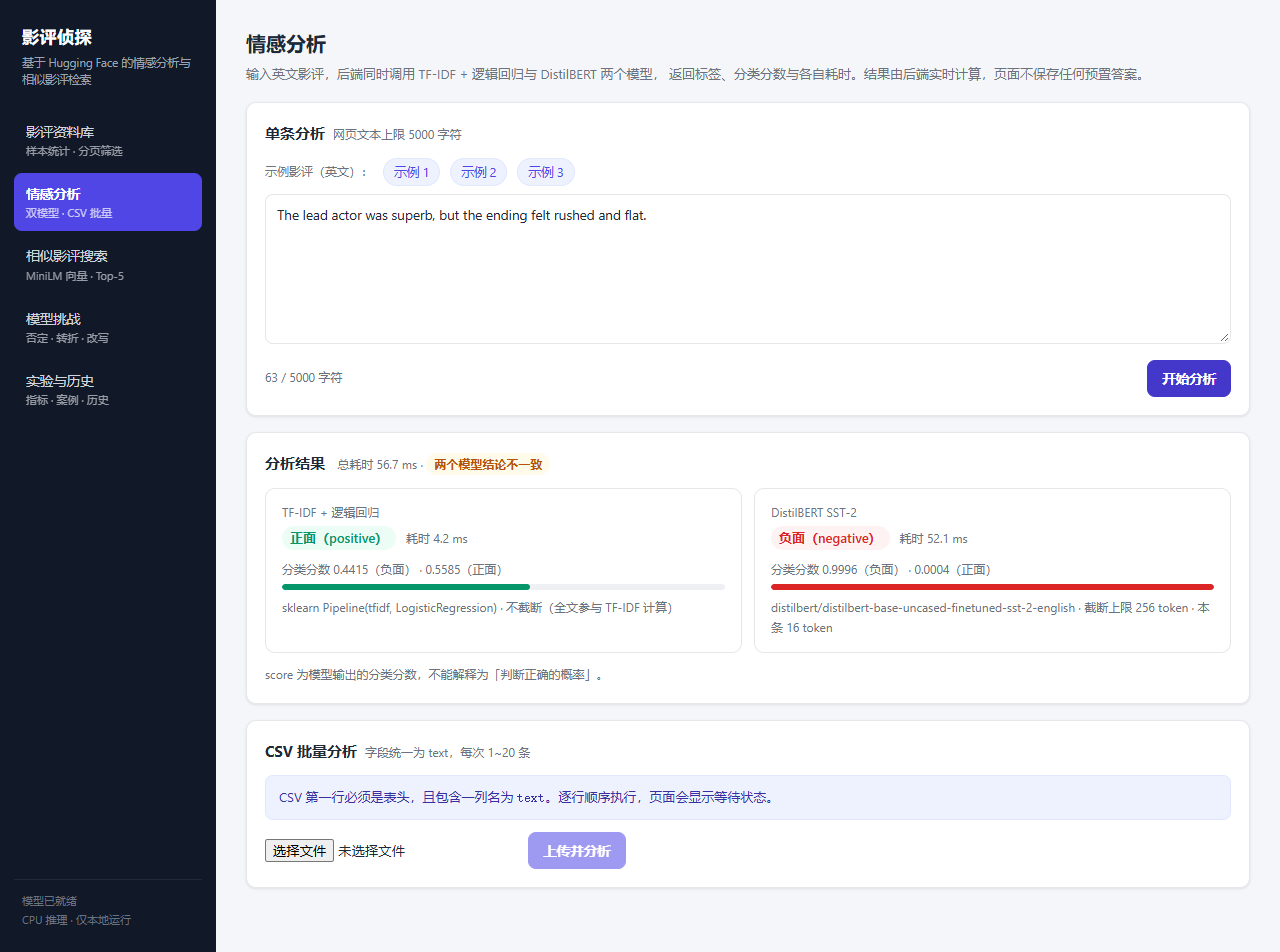 影评侦探
基于 Hugging Face 的情感分析与
相似影评检索
影评资料库
样本统计 · 分页筛选
情感分析
双模型 · CSV 批量
相似影评搜索
MiniLM 向量 · Top-5
模型挑战
否定 · 转折 · 改写
实验与历史
指标 · 案例 · 历史
模型已就绪
CPU 推理 · 仅本地运行
情感分析
输入英文影评，后端同时调用 TF-IDF + 逻辑回归与 DistilBERT 两个模型， 返回标签、分类分数与各自耗时。结果由后端实时计算，页面不保存任何预置答案。
单条分析 网页文本上限 5000 字符
示例影评（英文）： 示例 1 示例 2 示例 3
The lead actor was superb, but the ending felt rushed and flat.
63 / 5000 字符 开始分析
分析结果 总耗时 56.7 ms · 两个模型结论不一致
TF-IDF + 逻辑回归
正面（positive） 耗时 4.2 ms
分类分数 0.4415（负面） · 0.5585（正面）
sklearn Pipeline(tfidf, LogisticRegression) · 不截断（全文参与 TF-IDF 计算）
DistilBERT SST-2
负面（negative） 耗时 52.1 ms
分类分数 0.9996（负面） · 0.0004（正面）
distilbert/distilbert-base-uncased-finetuned-sst-2-english · 截断上限 256 token · 本
条 16 token
score 为模型输出的分类分数，不能解释为「判断正确的概率」。
CSV 批量分析 字段统一为 text，每次 1~20 条
CSV 第一行必须是表头，且包含一列名为 text。逐行顺序执行，页面会显示等待状态。
选择文件 未选择文件 上传并分析